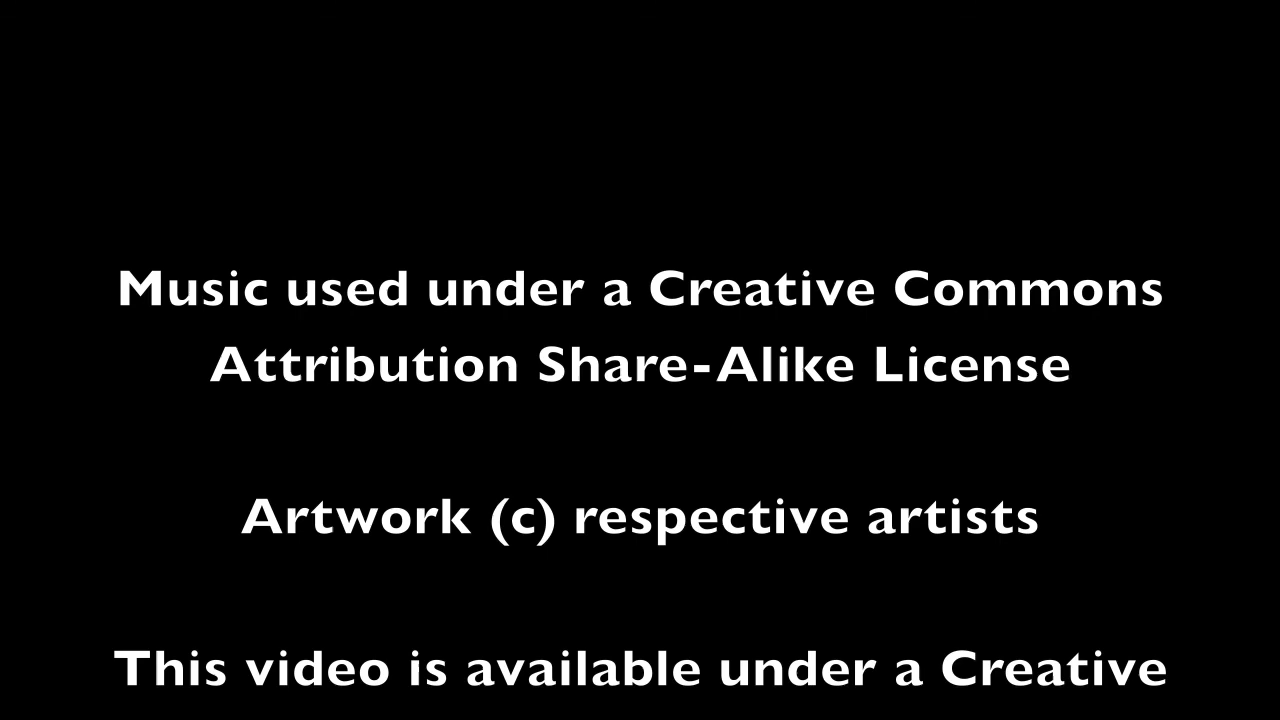 Music used under a Creative Commons
Attribution Share-Alike License
Artwork (c) respective artists
This video is available under a Creative